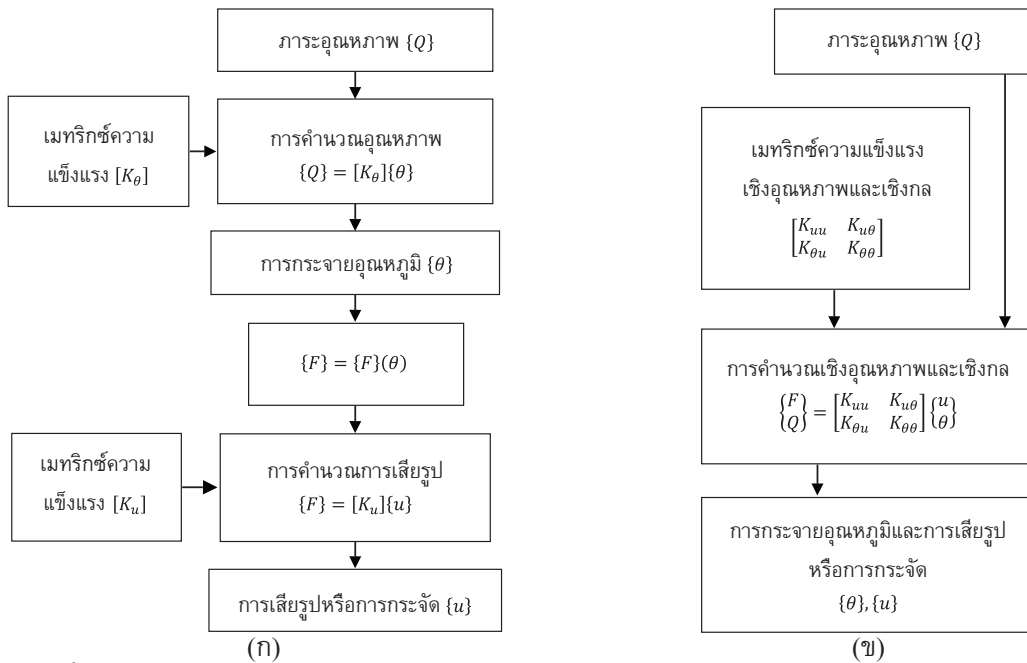 ภาระอุณหภาพ {Q}
เมทริกซ์ความ
แข็งแรง [K_θ]
การคำนวณอุณหภาพ
{Q} = [K_θ]{θ}
การกระจายอุณหภูมิ {θ}
{F} = {F}(θ)
เมทริกซ์ความ
แข็งแรง [K_u]
การคำนวณการเสียรูป
{F} = [K_u]{u}
การเสียรูปหรือการกระจัด {u}
(ก)
ภาระอุณหภาพ {Q}
เมทริกซ์ความแข็งแรง
เชิงอุณหภาพและเชิงกล
[K_uu K_uθ
K_θu K_θθ]
การคำนวณเชิงอุณหภาพและเชิงกล
{F Q} = [K_uu K_uθ K_θu K_θθ]{u θ}
การกระจายอุณหภูมิและการเสียรูป
หรือการกระจัด
{θ}, {u}
(ข)